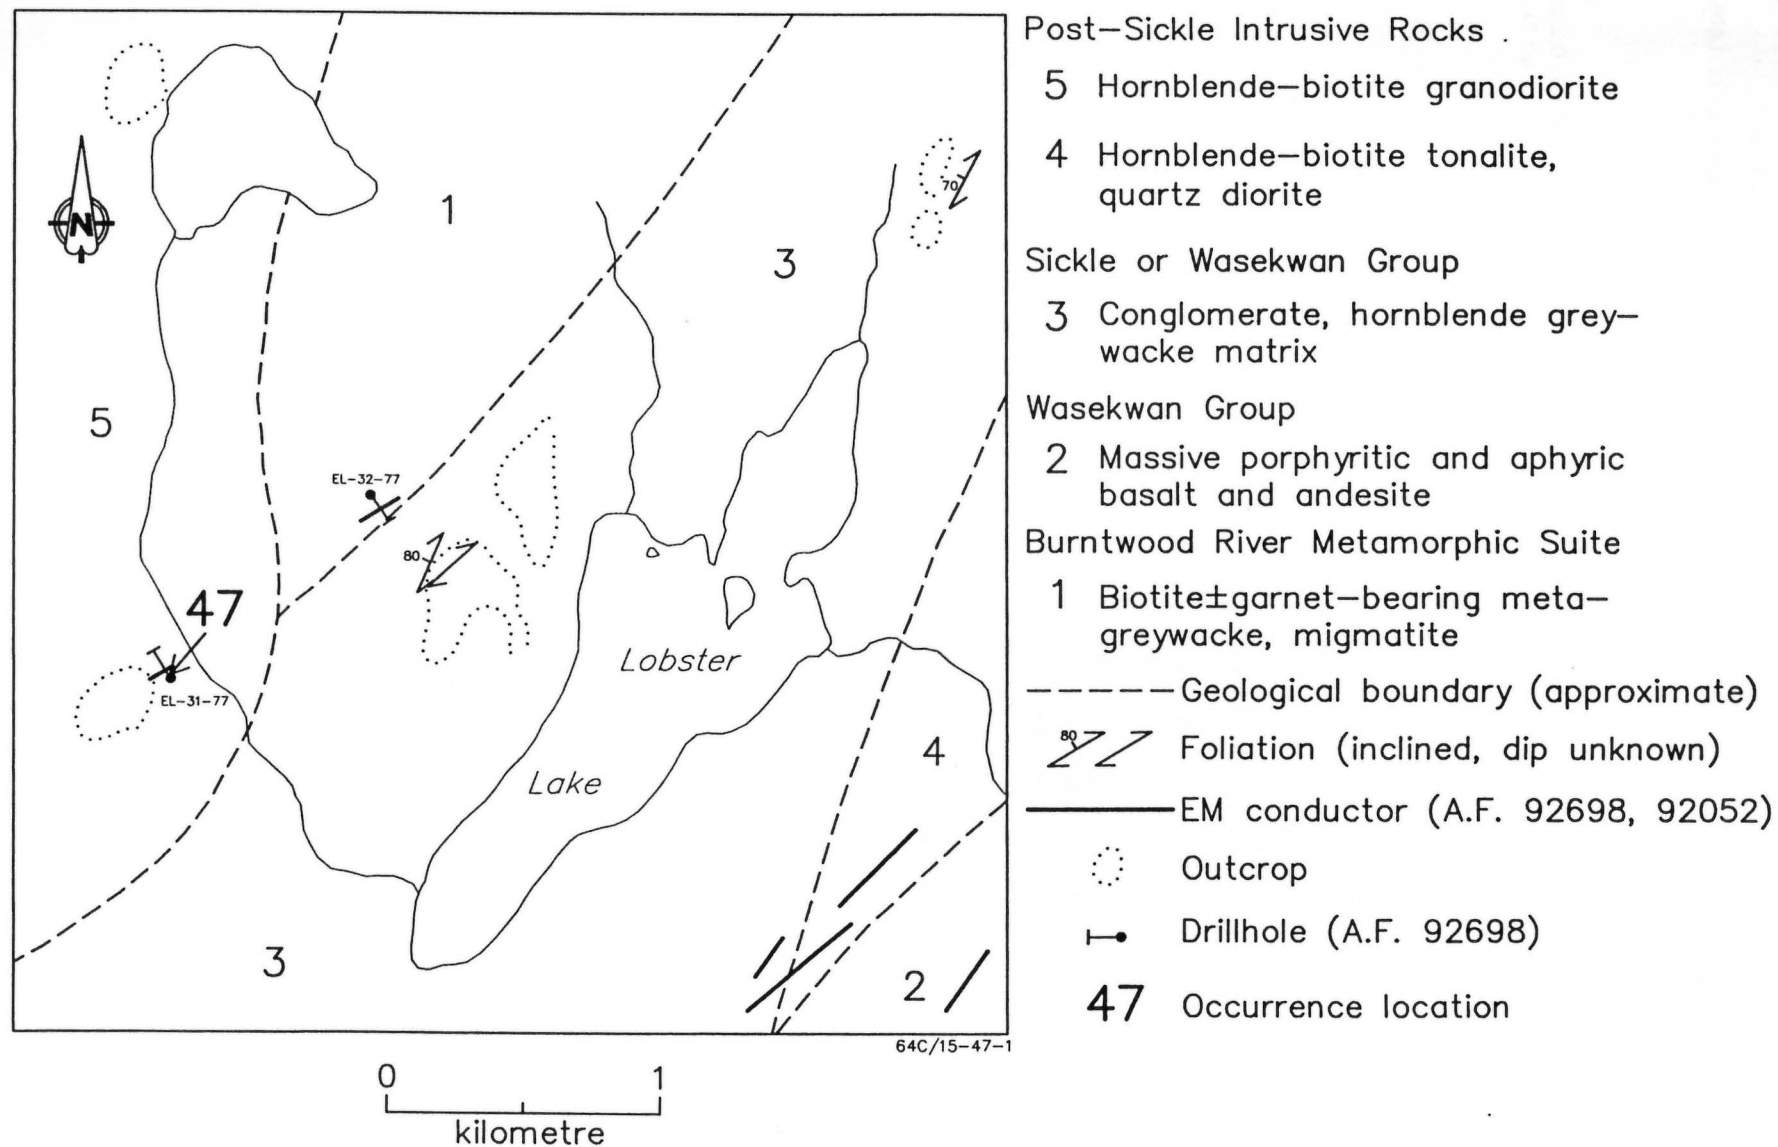 N
1
3
70
5
EL-32-77
80
47
EL-31-77
Lobster
Lake
4
3
2
64C/15-47-1
0 1
kilometre
Post-Sickle Intrusive Rocks
5 Hornblende-biotite granodiorite
4 Hornblende-biotite tonalite,
quartz diorite
Sickle or Wasekwan Group
3 Conglomerate, hornblende grey-
wacke matrix
Wasekwan Group
2 Massive porphyritic and aphyric
basalt and andesite
Burntwood River Metamorphic Suite
1 Biotite±garnet-bearing meta-
greywacke, migmatite
Geological boundary (approximate)
80 Foliation (inclined, dip unknown)
EM conductor (A.F. 92698, 92052)
Outcrop
Drillhole (A.F. 92698)
47 Occurrence location